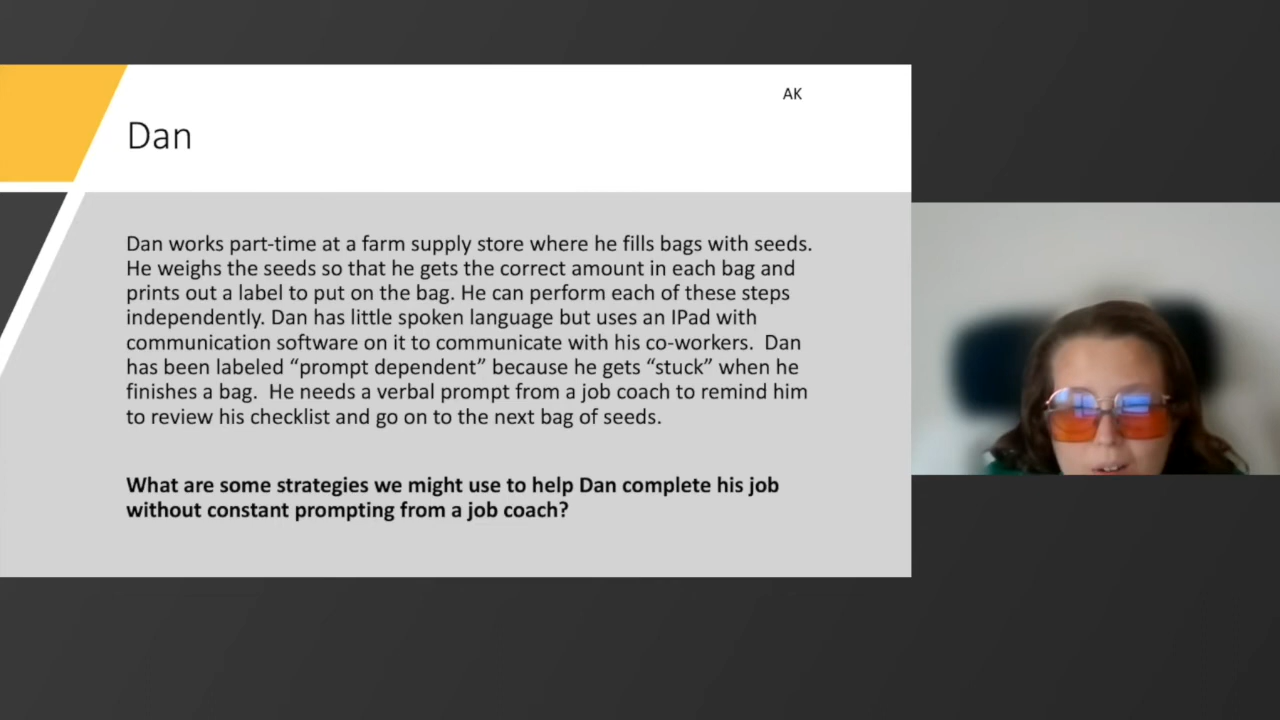 AK
Dan
Dan works part-time at a farm supply store where he fills bags with seeds.
He weighs the seeds so that he gets the correct amount in each bag and
prints out a label to put on the bag. He can perform each of these steps
independently. Dan has little spoken language but uses an IPad with
communication software on it to communicate with his co-workers.  Dan
has been labeled “prompt dependent” because he gets “stuck” when he
finishes a bag.  He needs a verbal prompt from a job coach to remind him
to review his checklist and go on to the next bag of seeds.
What are some strategies we might use to help Dan complete his job
without constant prompting from a job coach?